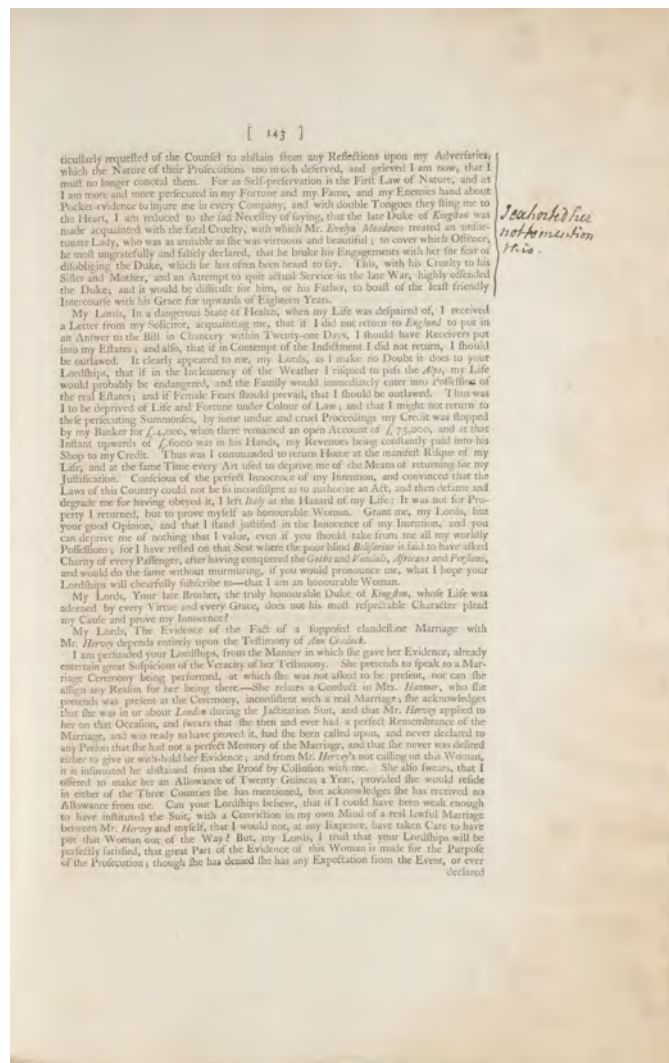 [ 143 ]
ticullarly requeſted of the Counſel to abſtain from any Reflections upon my Adverſaries,
which the Nature of their Proſecutions too much deſerved, and grieved I am now, that I
muſt no longer conceal them. For as Self-preſervation is the Firſt Law of Nature, and as
I am more and more perſecuted in my Fortune and my Fame, and my Enemies hand about
Pocket-evidence to injure me in every Company, and with double Tongues they ſting me to
the Heart, I am reduced to the ſad Neceſſity of ſaying, that the late Duke of Kingſton was
made acquainted with the fatal Cruelty, with which Mr. Evelyn Meadows treated an unfor-
tunate Lady, who was as amiable as ſhe was virtuous and beautiful; to cover which Offence,
he moſt ungratefully and falſely declared, that he broke his Engagements with her for fear of
diſobliging the Duke, which he has often been heard to ſay. This, with his Cruelty to his
Siſter and Mother, and an Attempt to quit actual Service in the late War, highly offended
the Duke; and it would be difficult for him, or his Father, to boaſt of the leaſt friendly
Intercourſe with his Grace for upwards of Eighteen Years.
I exhorted her
not to mention
this.
My Lords, In a dangerous State of Health, when my Life was deſpaired of, I received
a Letter from my Solicitor, acquainting me, that if I did not return to England to put in
an Anſwer to the Bill in Chancery within Twenty-one Days, I ſhould have Receivers put
into my Eſtates; and alſo, that if in Contempt of the Indictment I did not return, I ſhould
be outlawed. It clearly appeared to me, my Lords, as I make no Doubt it does to your
Lordſhips, that if in the Inclemency of the Weather I riſqued to paſs the Alps, my Life
would probably be endangered, and the Family would immediately enter into Poſſeſſion of
the real Eſtates; and if Female Fears ſhould prevail, that I ſhould be outlawed. Thus was
I to be deprived of Life and Fortune under Colour of Law; and that I might not return to
theſe perſecuting Summonſes, by ſome undue and cruel Proceedings my Credit was ſtopped
by my Banker for £.4,000, when there remained an open Account of £.75,000, and at that
Inſtant upwards of £.6000 was in his Hands, my Revenues being conſtantly paid into his
Shop to my Credit. Thus was I commanded to return Home at the manifeſt Riſque of my
Life, and at the ſame Time every Art uſed to deprive me of the Means of returning for my
Juſtification. Conſcious of the perfect Innocence of my Intention, and convinced that the
Laws of this Country could not be ſo inconſiſtent as to authorize an Act, and then defame and
degrade me for having obeyed it, I left Italy at the Hazard of my Life: It was not for Pro-
perty I returned, but to prove myſelf an honourable Woman. Grant me, my Lords, but
your good Opinion, and that I ſtand juſtified in the Innocence of my Intention, and you
can deprive me of nothing that I value, even if you ſhould take from me all my worldly
Poſſeſſions; for I have reſted on that Seat where the poor blind Beliſarius is ſaid to have aſked
Charity of every Paſſenger, after having conquered the Goths and Vandals, Africans and Perſians,
and would do the ſame without murmuring, if you would pronounce me, what I hope your
Lordſhips will chearfully ſubſcribe to—that I am an honourable Woman.
My Lords, Your late Brother, the truly honourable Duke of Kingſton, whoſe Life was
adorned by every Virtue and every Grace, does not his moſt reſpectable Character plead
my Cauſe and prove my Innocence?
My Lords, The Evidence of the Fact of a ſuppoſed clandeſtine Marriage with
Mr. Hervey depends entirely upon the Teſtimony of Ann Cradock.
I am perſuaded your Lordſhips, from the Manner in which ſhe gave her Evidence, already
entertain great Suſpicions of the Veracity of her Teſtimony. She pretends to ſpeak to a Mar-
riage Ceremony being performed, at which ſhe was not aſked to be preſent, nor can ſhe
aſſign any Reaſon for her being there.—She relates a Conduct in Mrs. Hanmer, who ſhe
pretends was preſent at the Ceremony, inconſiſtent with a real Marriage; ſhe acknowledges
that ſhe was in or about London during the Jactitation Suit, and that Mr. Hervey applied to
her on that Occaſion, and ſwears that ſhe then and ever had a perfect Remembrance of the
Marriage, and was ready to have proved it, had ſhe been called upon, and never declared to
any Perſon that ſhe had not a perfect Memory of the Marriage, and that ſhe never was deſired
either to give or with-hold her Evidence; and from Mr. Hervey's not calling on this Woman,
it is inſinuated he abſtained from the Proof by Colluſion with me. She alſo ſwears, that I
offered to make her an Allowance of Twenty Guineas a Year, provided ſhe would reſide
in either of the Three Counties ſhe has mentioned, but acknowledges ſhe has received no
Allowance from me. Can your Lordſhips believe, that if I could have been weak enough
to have inſtituted the Suit, with a Conviction in my own Mind of a real lawful Marriage
between Mr. Hervey and myſelf, that I would not, at any Expence, have taken Care to have
put that Woman out of the Way? But, my Lords, I truſt that your Lordſhips will be
perfectly ſatisfied, that great Part of the Evidence of this Woman is made for the Purpoſe
of the Proſecution; though ſhe has denied ſhe has any Expectation from the Event, or ever
declared